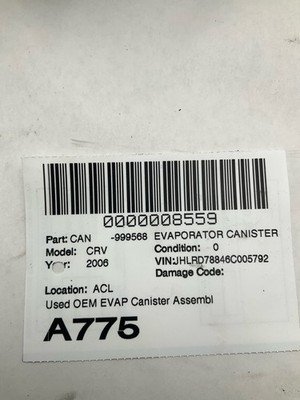 0000008559
Part: CAN -999568 EVAPORATOR CANISTER
Model: CRV Condition: 0
Year: 2006 VIN:JHLRD78846C005792
Damage Code:
Location: ACL
Used OEM EVAP Canister Assembl
A775